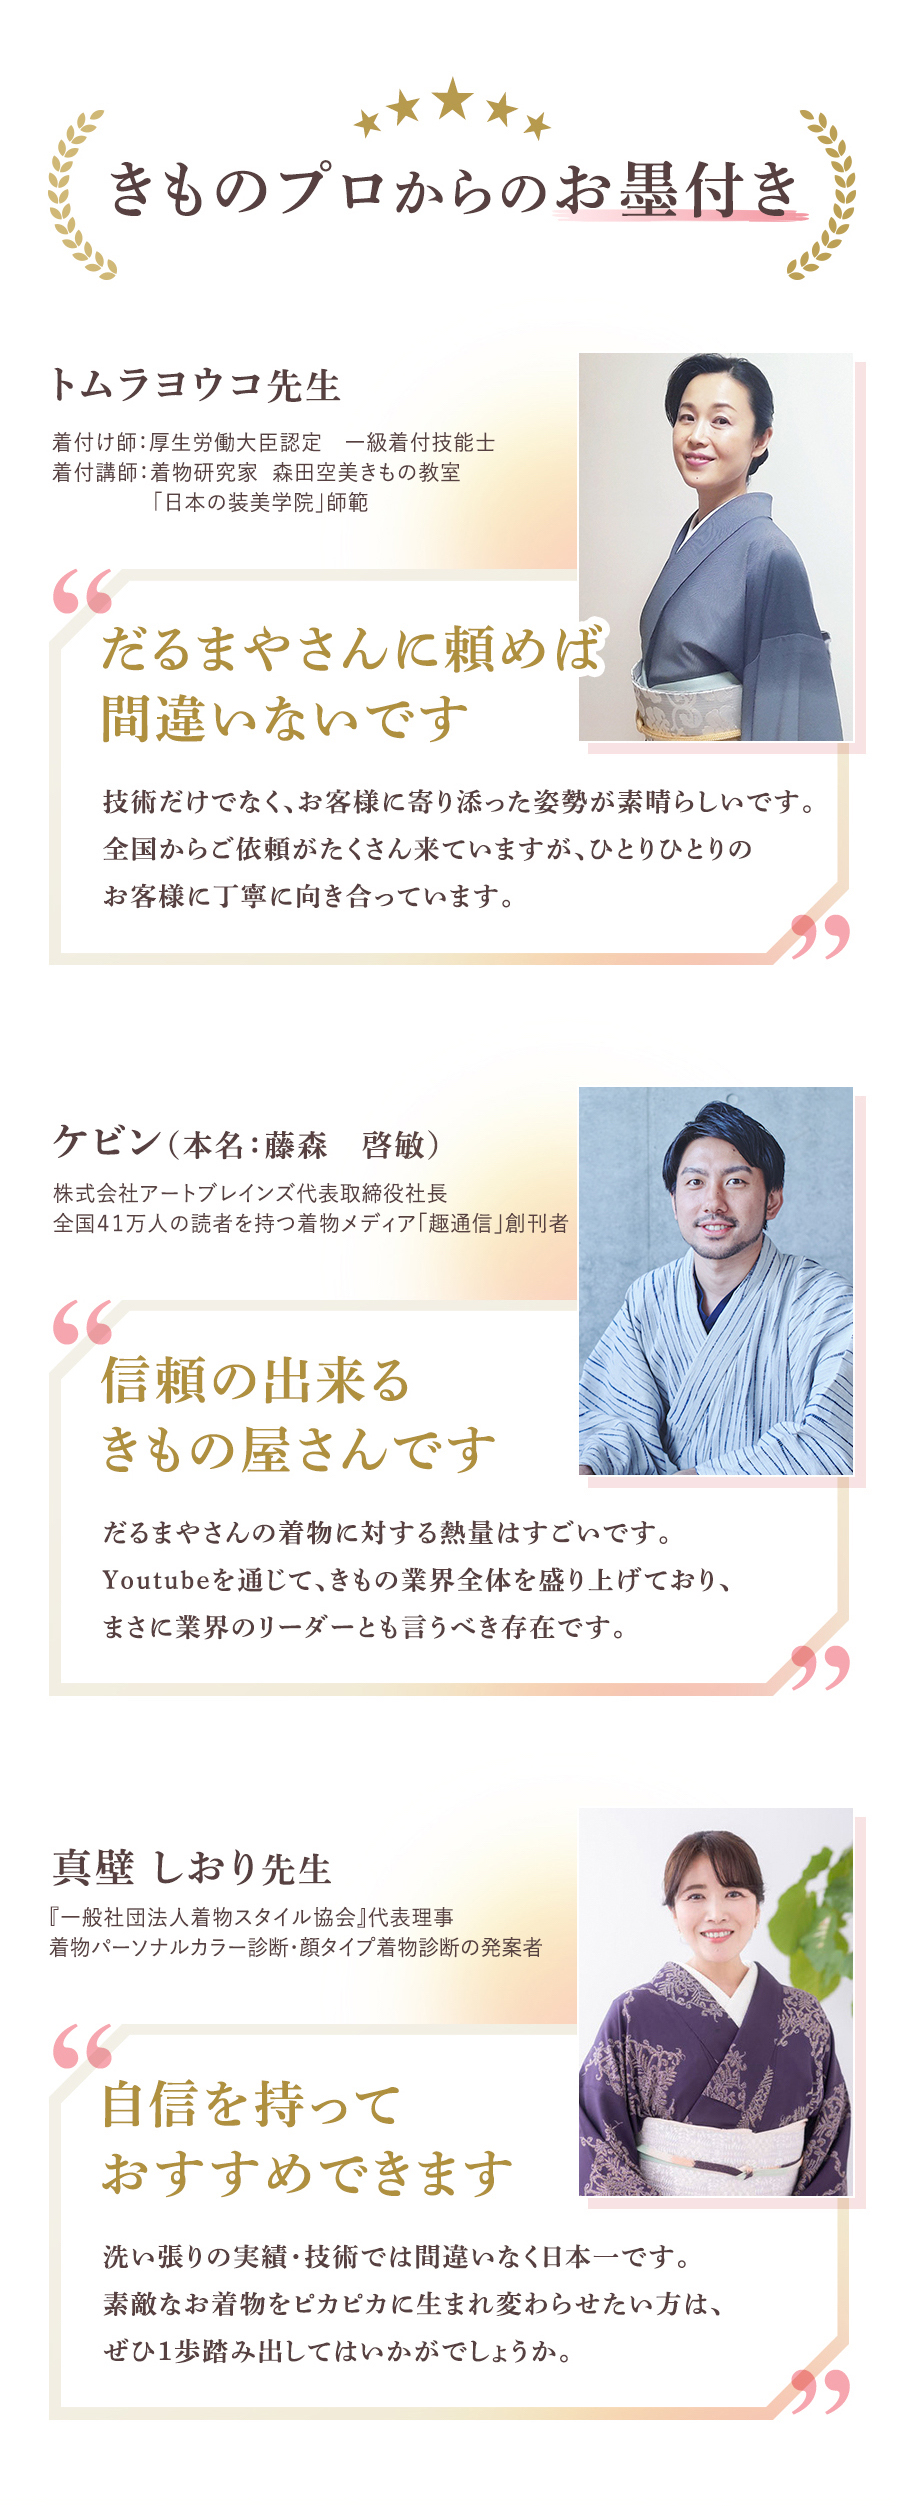 きものプロからのお墨付き
トムラヨウコ先生
着付け師：厚生労働大臣認定　一級着付技能士
着付講師：着物研究家 森田空美きもの教室
「日本の装美学院」師範
“
だるまやさんに頼めば
間違いないです
技術だけでなく、お客様に寄り添った姿勢が素晴らしいです。
全国からご依頼がたくさん来ていますが、ひとりひとりの
お客様に丁寧に向き合っています。
”
ケビン（本名：藤森　啓敏）
株式会社アートブレインズ代表取締役社長
全国41万人の読者を持つ着物メディア「趣通信」創刊者
“
信頼の出来る
きもの屋さんです
だるまやさんの着物に対する熱量はすごいです。
Youtubeを通じて、きもの業界全体を盛り上げており、
まさに業界のリーダーとも言うべき存在です。
”
真壁 しおり先生
『一般社団法人着物スタイル協会』代表理事
着物パーソナルカラー診断・顔タイプ着物診断の発案者
“
自信を持って
おすすめできます
洗い張りの実績・技術では間違いなく日本一です。
素敵なお着物をピカピカに生まれ変わらせたい方は、
ぜひ1歩踏み出してはいかがでしょうか。
”